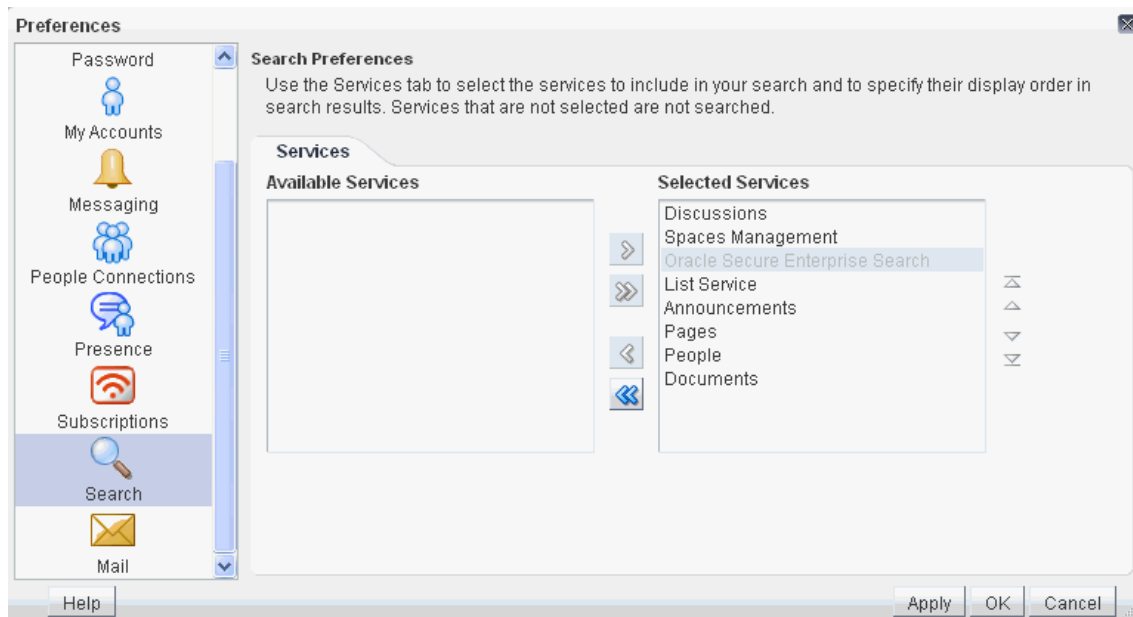 Preferences
Password
My Accounts
Messaging
People Connections
Presence
Subscriptions
Search
Mail
Search Preferences
Use the Services tab to select the services to include in your search and to specify their display order in
search results. Services that are not selected are not searched.
Services
Available Services
Selected Services
Discussions
Spaces Management
Oracle Secure Enterprise Search
List Service
Announcements
Pages
People
Documents
Help
Apply
OK
Cancel